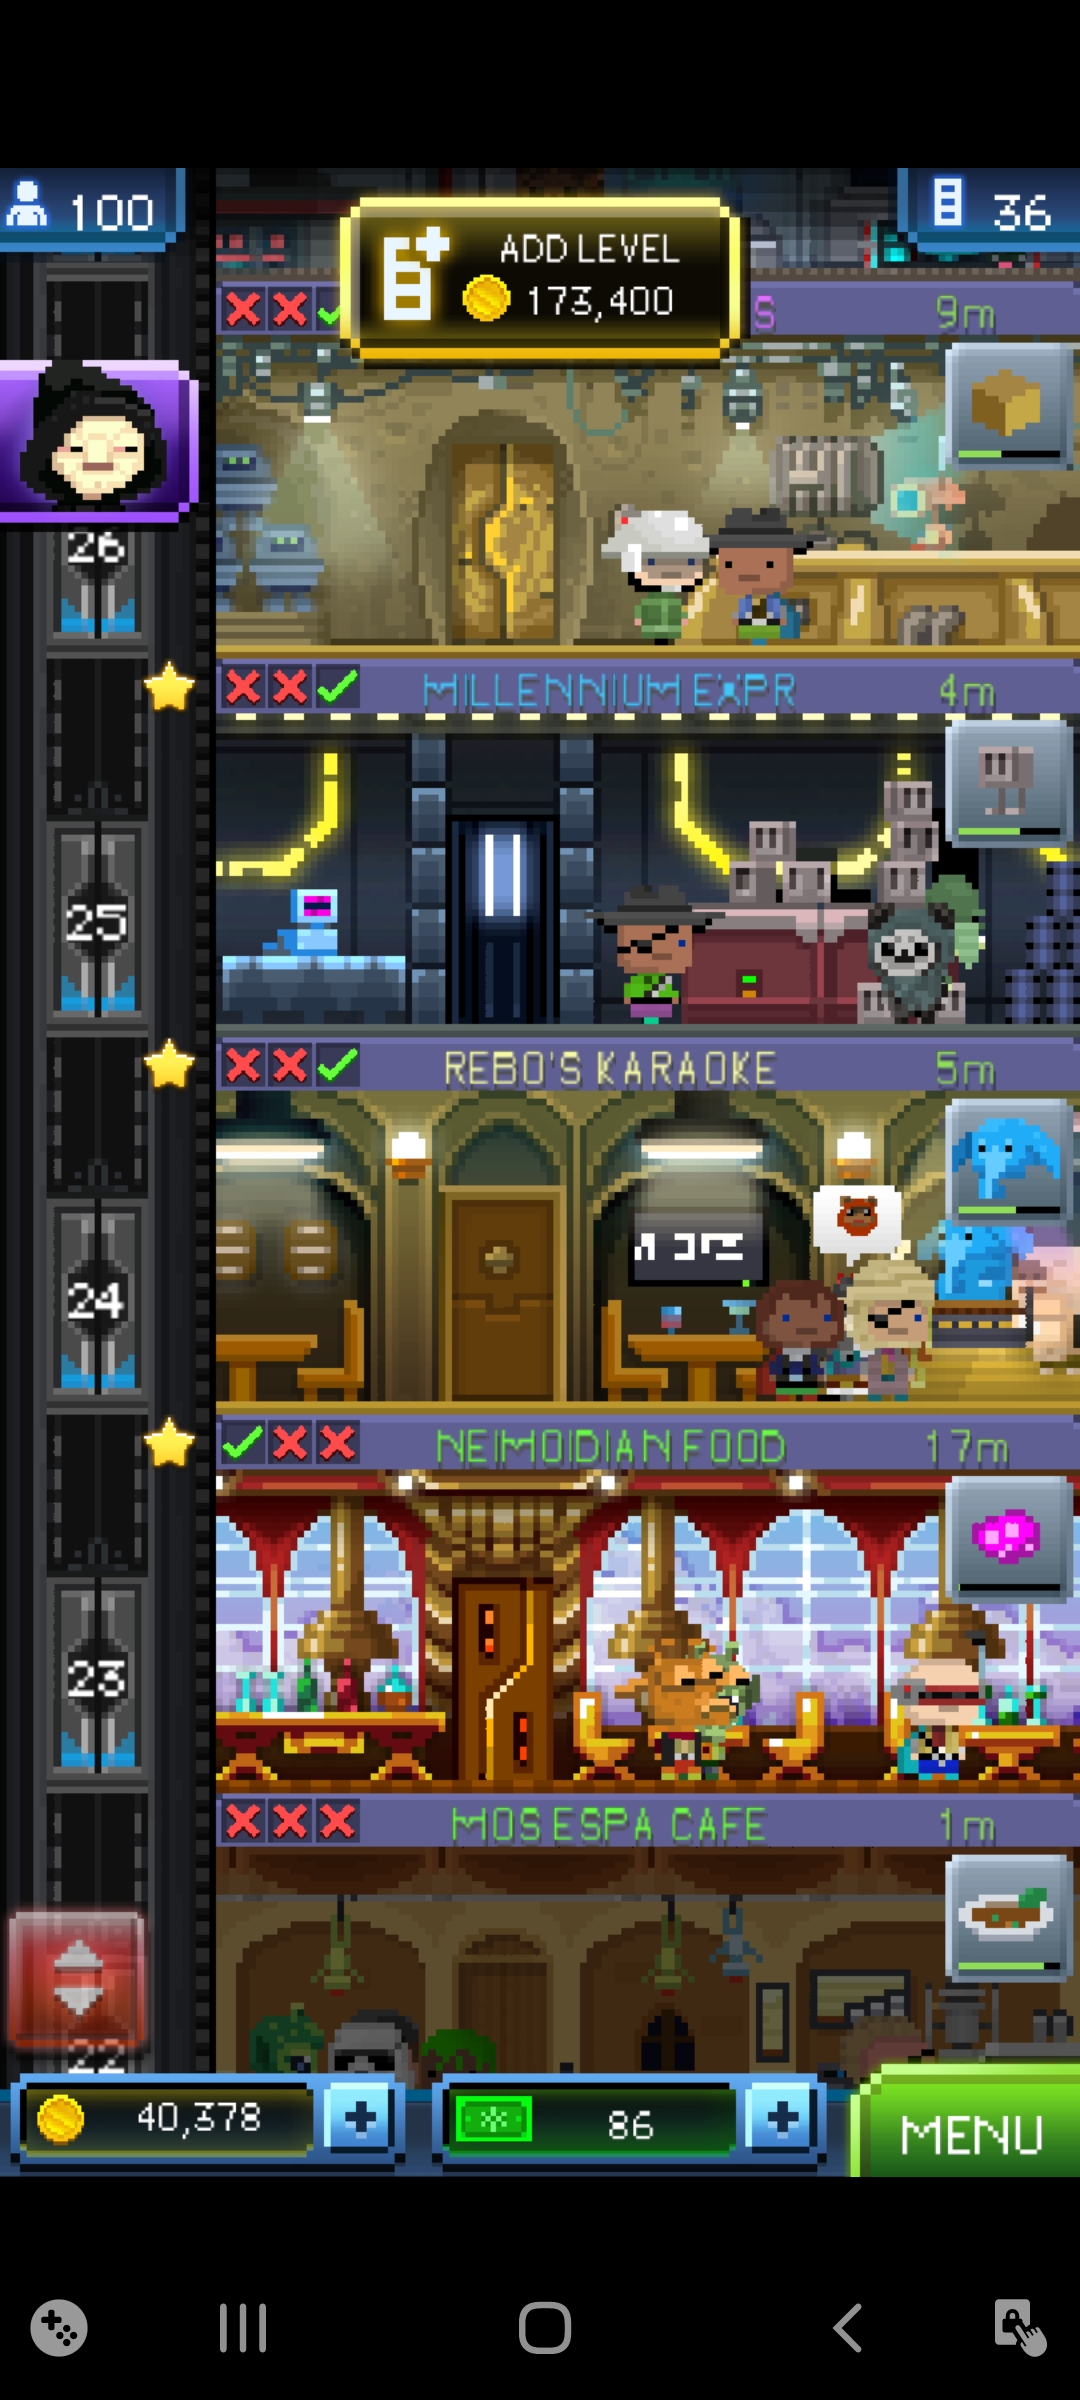 100
36
ADD LEVEL
173,400
S
9m
26
MILLENNIUM EXPR
4m
25
REBO'S KARAOKE
5m
24
NEIMOIDIAN FOOD
17m
23
MOS ESPA CAFE
1m
22
40,378
86
MENU